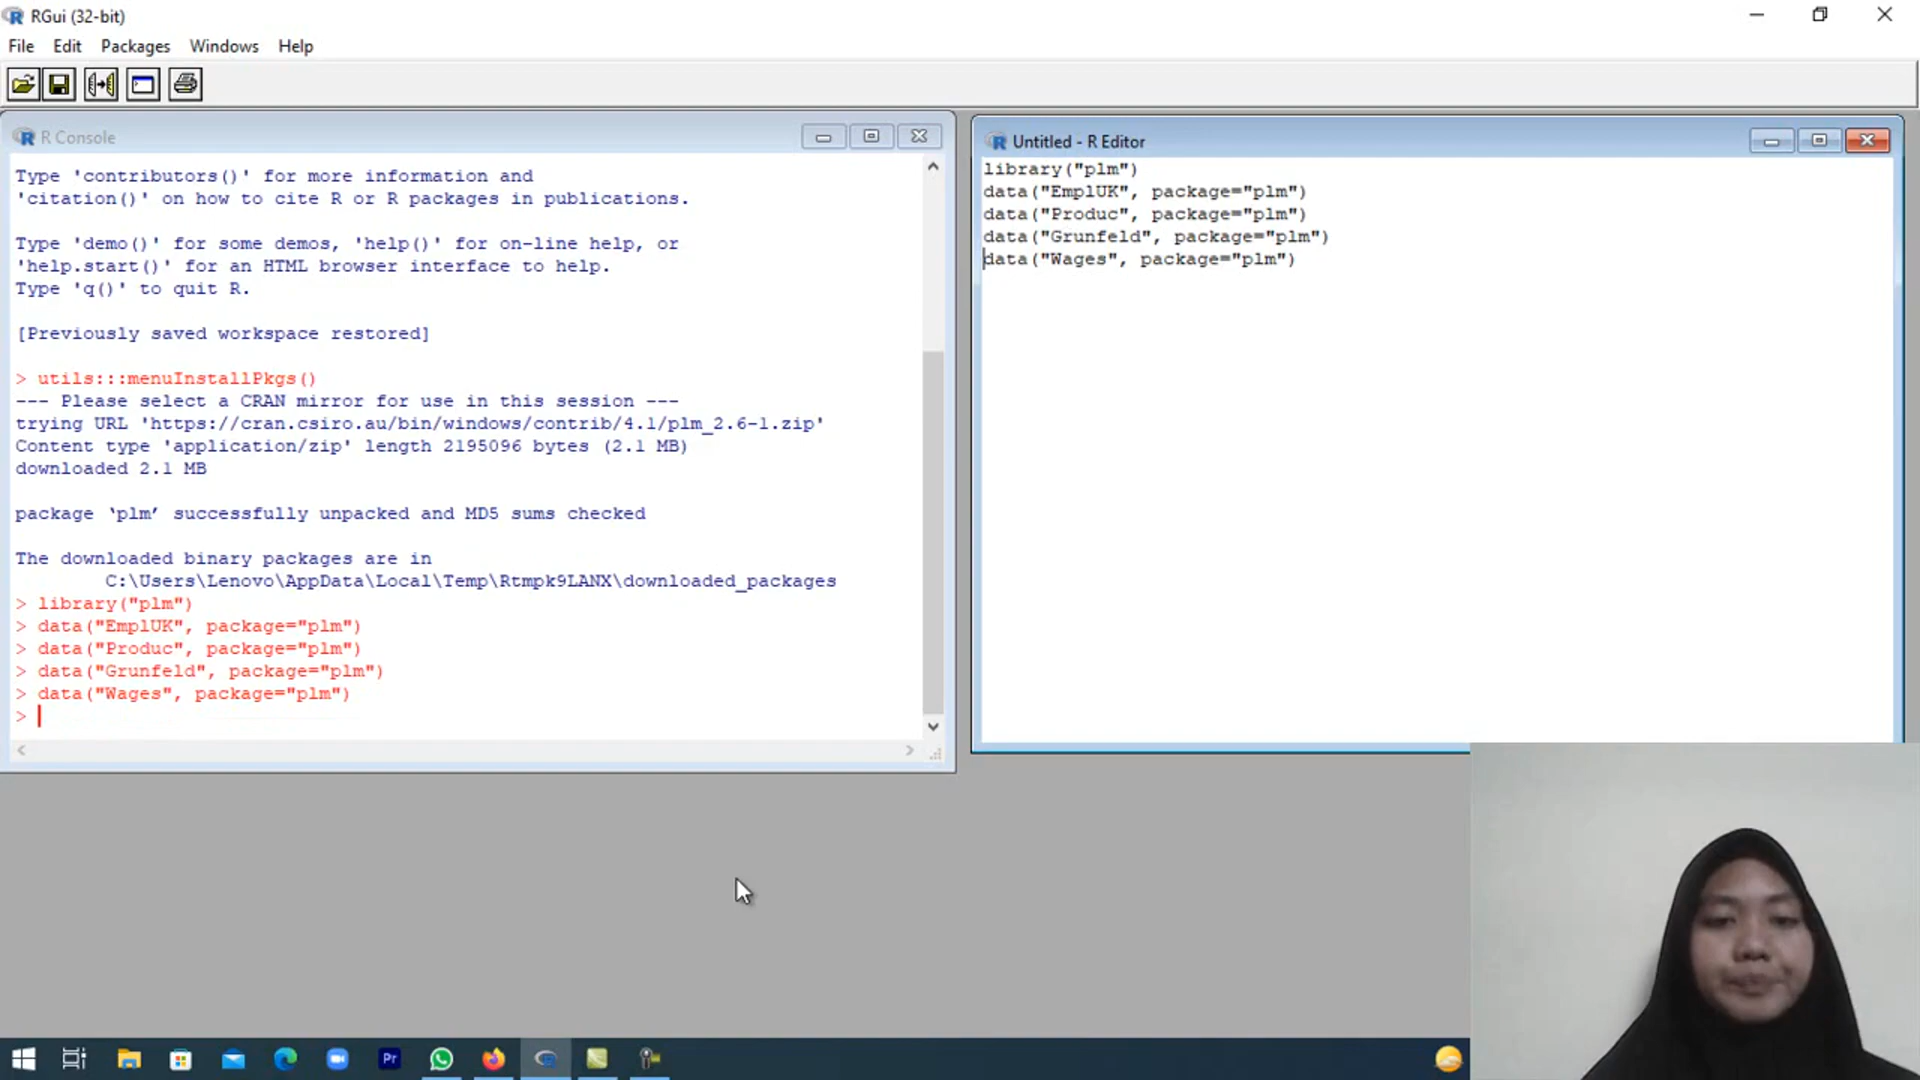 RGui (32-bit)
File Edit Packages Windows Help
R Console
Type 'contributors()' for more information and
'citation()' on how to cite R or R packages in publications.
Type 'demo()' for some demos, 'help()' for on-line help, or
'help.start()' for an HTML browser interface to help.
Type 'q()' to quit R.
[Previously saved workspace restored]
> utils:::menuInstallPkgs()
--- Please select a CRAN mirror for use in this session ---
trying URL 'https://cran.csiro.au/bin/windows/contrib/4.1/plm_2.6-1.zip'
Content type 'application/zip' length 2195096 bytes (2.1 MB)
downloaded 2.1 MB
package ‘plm’ successfully unpacked and MD5 sums checked
The downloaded binary packages are in
C:\Users\Lenovo\AppData\Local\Temp\Rtmpk9LANX\downloaded_packages
> library("plm")
> data("EmplUK", package="plm")
> data("Produc", package="plm")
> data("Grunfeld", package="plm")
> data("Wages", package="plm")
>
Untitled - R Editor
library("plm")
data("EmplUK", package="plm")
data("Produc", package="plm")
data("Grunfeld", package="plm")
data("Wages", package="plm")
Pr